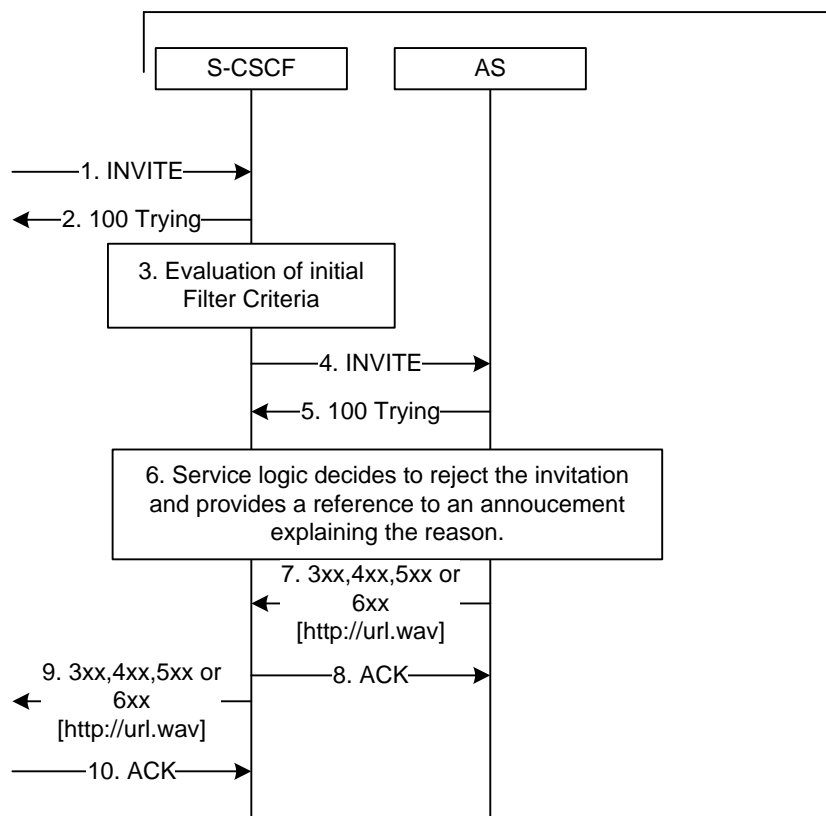 S-CSCF
AS
1. INVITE
2. 100 Trying
3. Evaluation of initial
Filter Criteria
4. INVITE
5. 100 Trying
6. Service logic decides to reject the invitation
and provides a reference to an annoucement
explaining the reason.
7. 3xx,4xx,5xx or
6xx
[http://url.wav]
8. ACK
9. 3xx,4xx,5xx or
6xx
[http://url.wav]
10. ACK